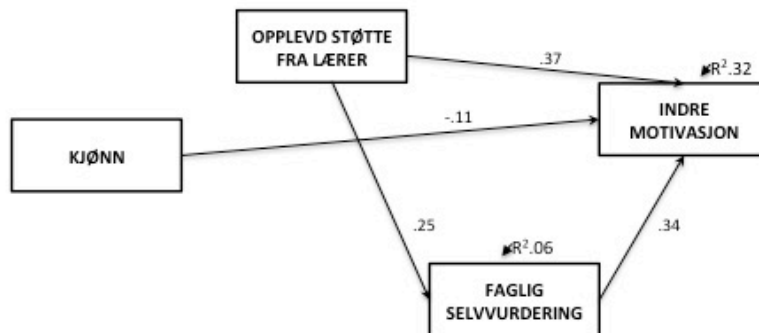 OPPLEVD STØTTE
FRA LÆRER
.37
R².32
INDRE
MOTIVASJON
-.11
KJØNN
.25
.34
R².06
FAGLIG
SELVVURDERING